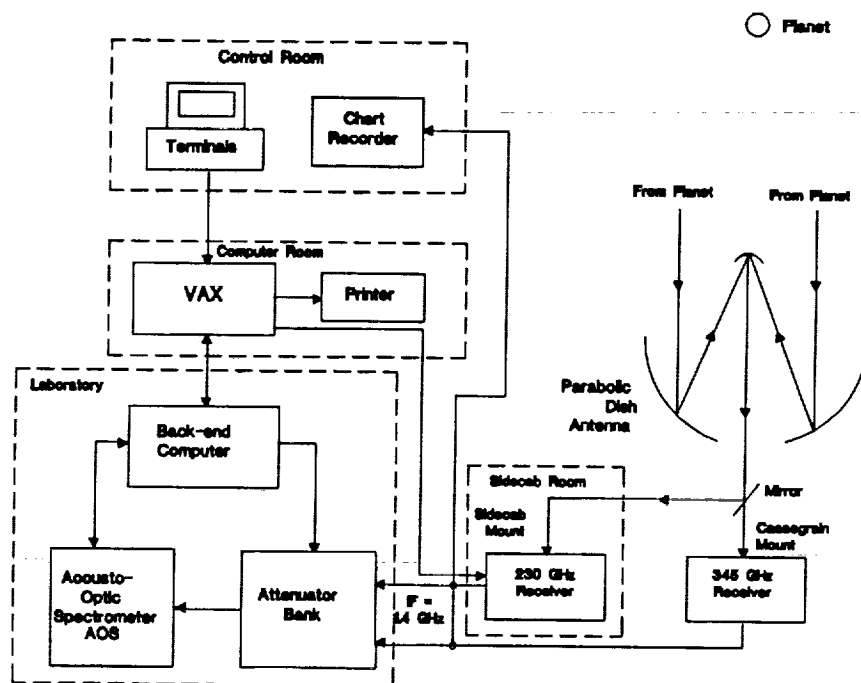 Planet
Control Room
Terminals
Chart
Recorder
From Planet
From Planet
Computer Room
VAX
Printer
Laborstory
Parabolic
Dish
Antenna
Back-end
Computer
Sidecab Room
Sidecab
Mount
Mirror
Cassegrain
Mount
Accusto-
Optic
Spectrometer
AOS
Attenuator
Bank
IF =
1.4 GHz
230 GHz
Receiver
345 GHz
Receiver